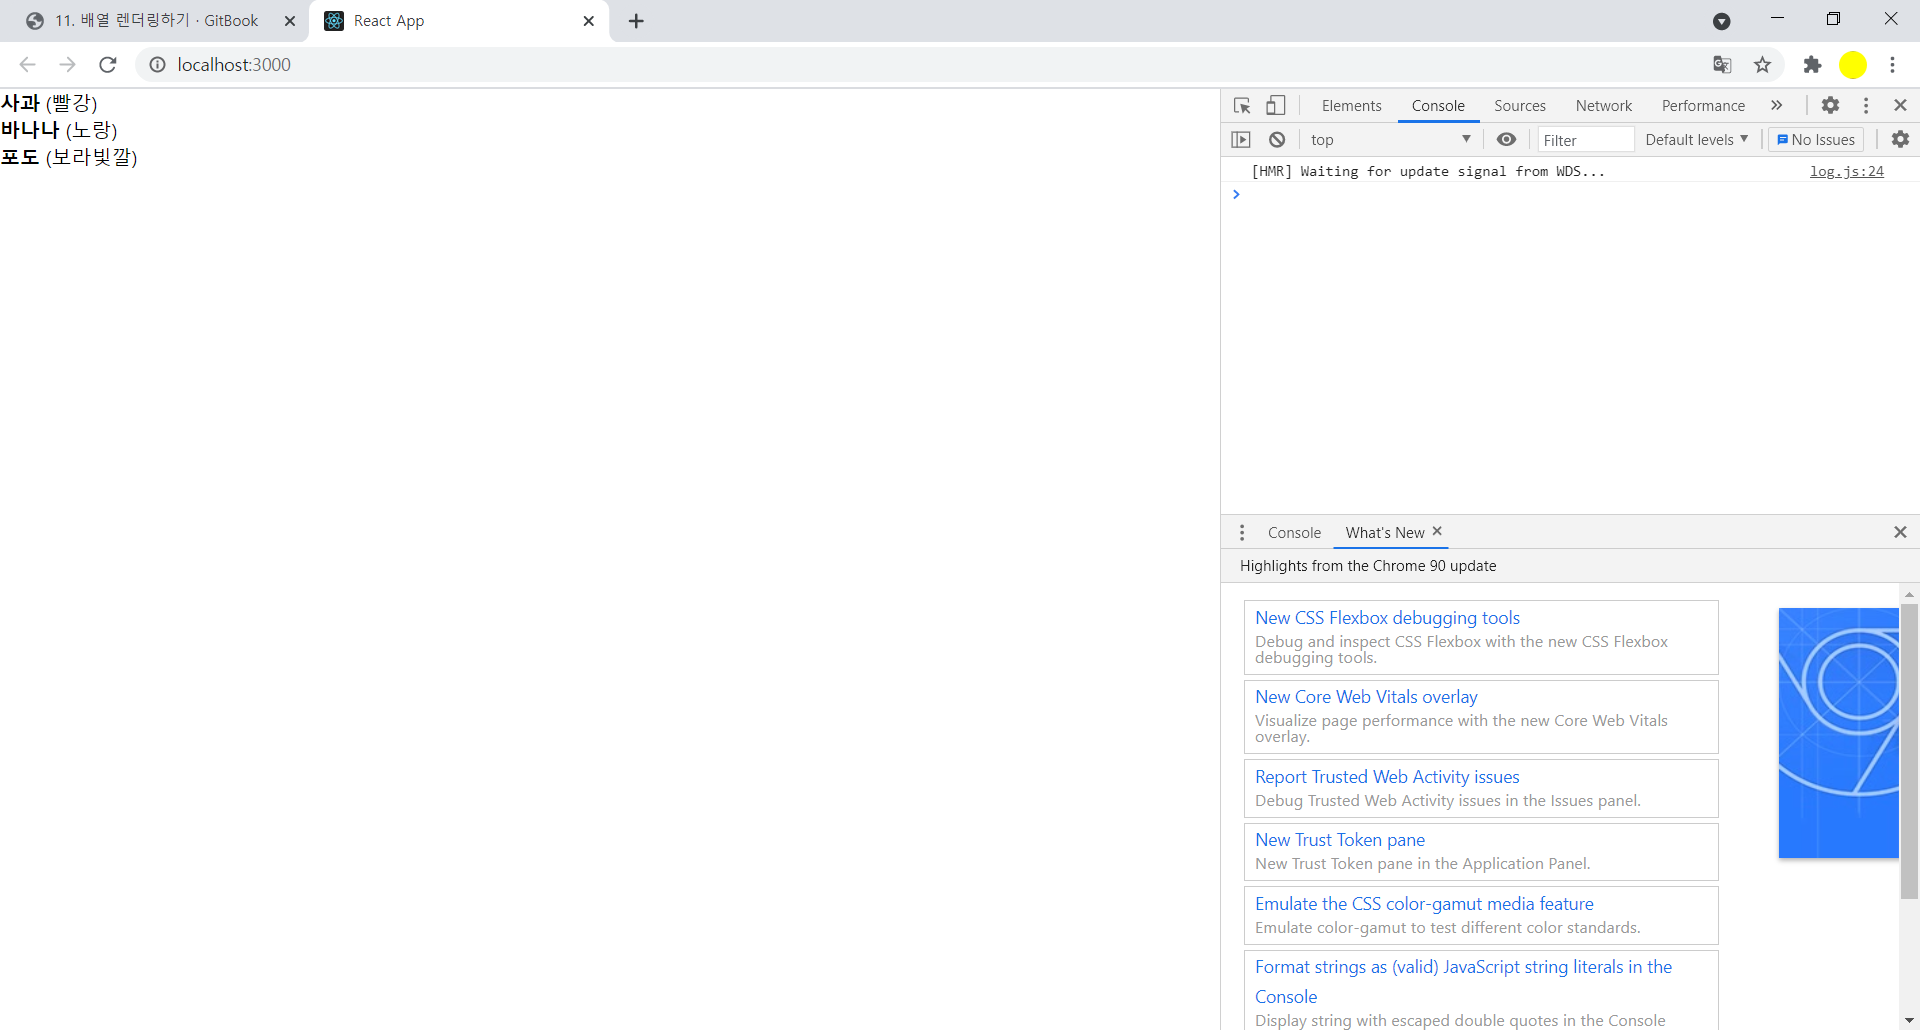 11. 배열 렌더링하기 · GitBook
React App
localhost:3000
사과 (빨강)
바나나 (노랑)
포도 (보라빛깔)
Elements Console Sources Network Performance
top Filter Default levels No Issues
[HMR] Waiting for update signal from WDS... log.js:24
Console What's New
Highlights from the Chrome 90 update
New CSS Flexbox debugging tools
Debug and inspect CSS Flexbox with the new CSS Flexbox
debugging tools.
New Core Web Vitals overlay
Visualize page performance with the new Core Web Vitals
overlay.
Report Trusted Web Activity issues
Debug Trusted Web Activity issues in the Issues panel.
New Trust Token pane
New Trust Token pane in the Application Panel.
Emulate the CSS color-gamut media feature
Emulate color-gamut to test different color standards.
Format strings as (valid) JavaScript string literals in the
Console
Display string with escaped double quotes in the Console